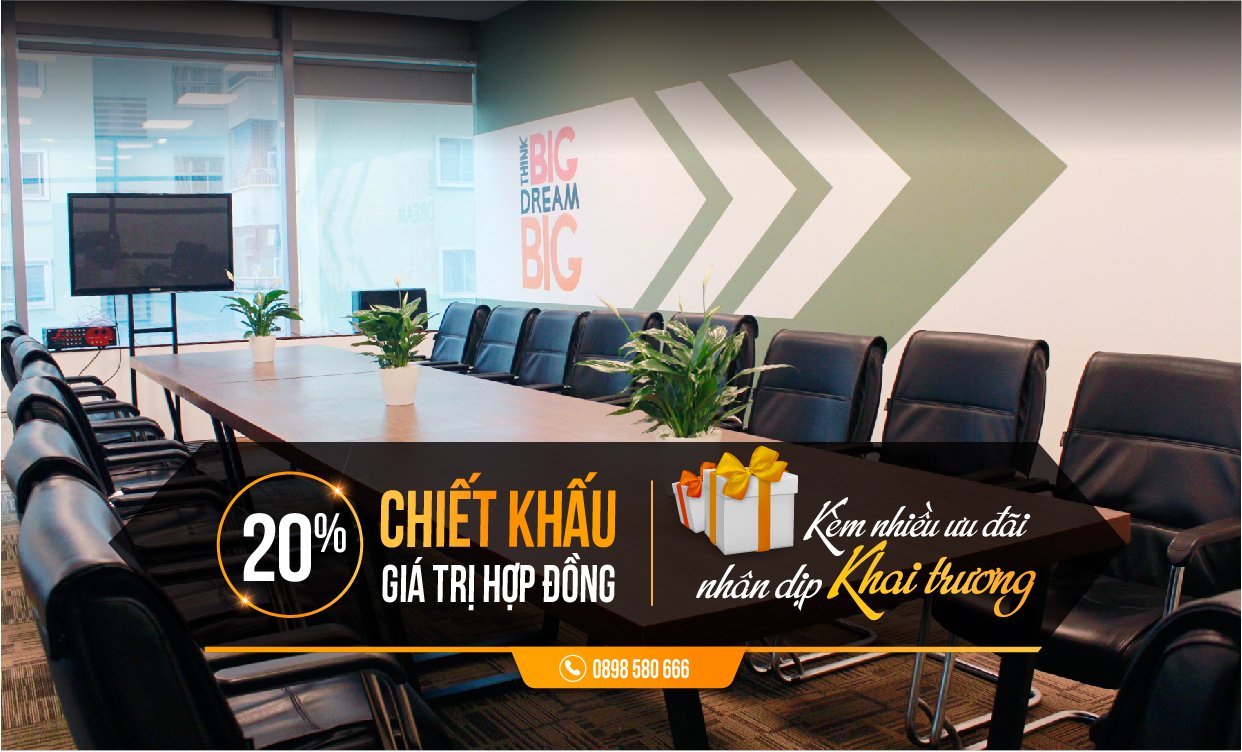 THINK
BIG
DREAM
BIG
20%
CHIẾT KHẤU
GIÁ TRỊ HỢP ĐỒNG
Kèm nhiều ưu đãi
nhân dịp Khai trương
0898 580 666